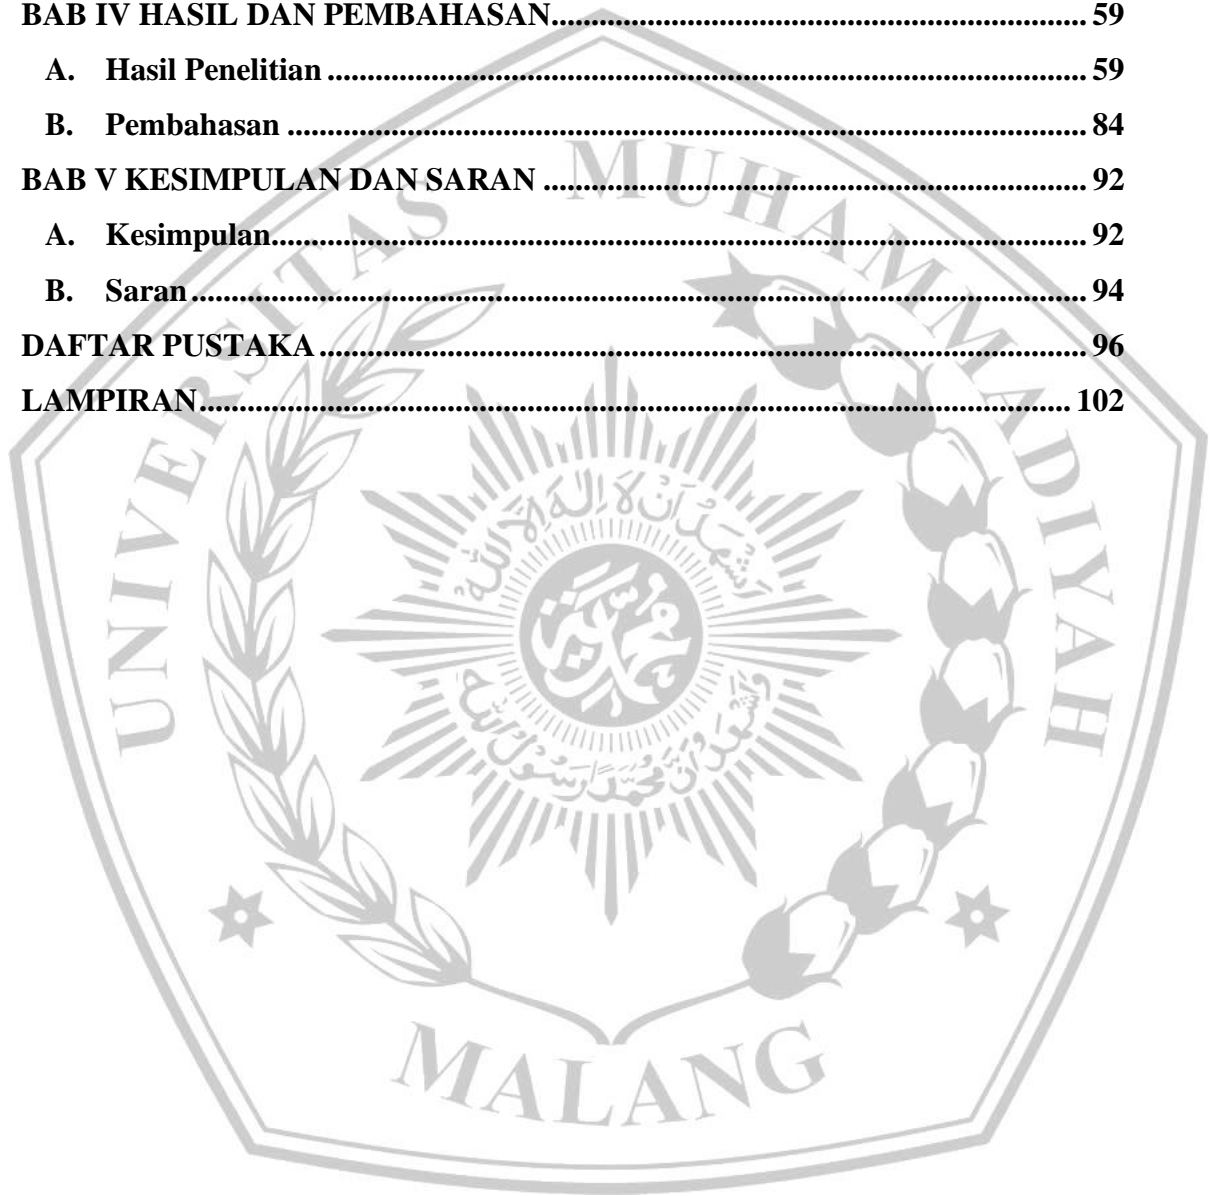 BAB IV HASIL DAN PEMBAHASAN.................................................................... 59
A. Hasil Penelitian ................................................................................................ 59
B. Pembahasan ..................................................................................................... 84
BAB V KESIMPULAN DAN SARAN ..................................................................... 92
A. Kesimpulan....................................................................................................... 92
B. Saran ................................................................................................................. 94
DAFTAR PUSTAKA ................................................................................................. 96
LAMPIRAN.............................................................................................................. 102
UNIVERSITAS MUHAMMADIYAH
MALANG